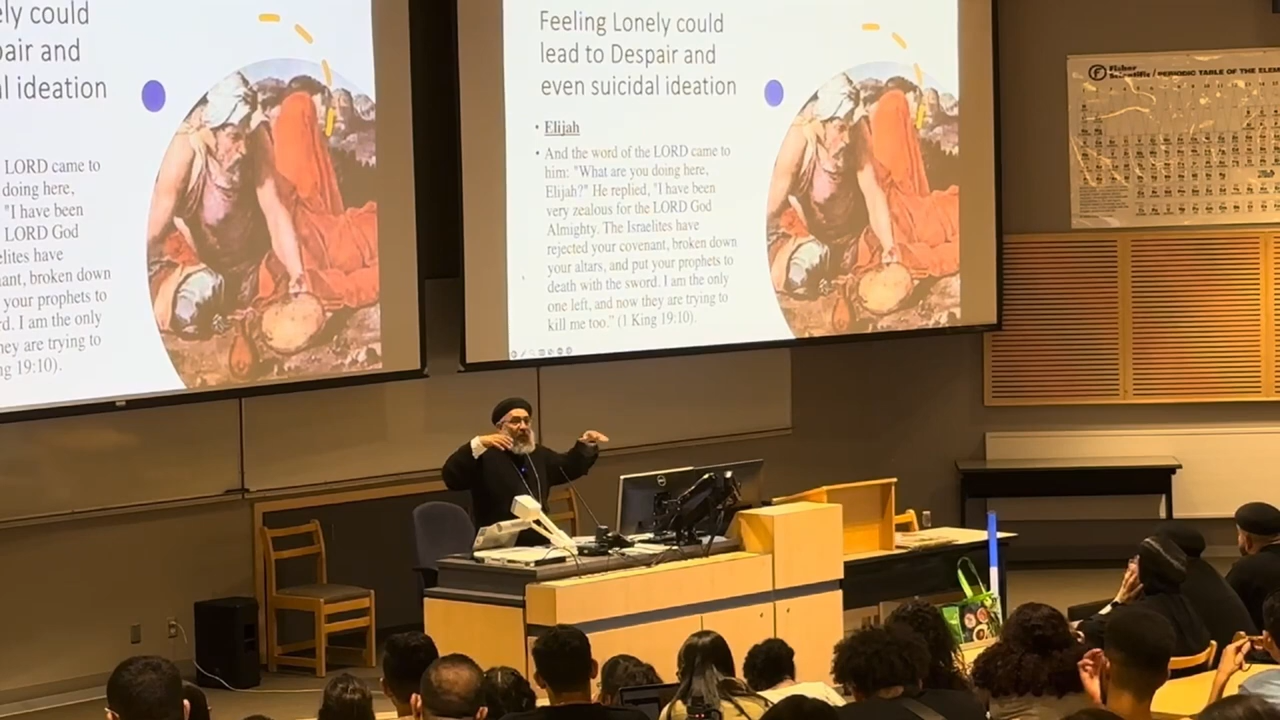 ely could
pair and
l ideation
LORD came to
doing here,
"I have been
LORD God
elites have
nant, broken down
your prophets to
rd. I am the only
hey are trying to
ng 19:10).
Feeling Lonely could
lead to Despair and
even suicidal ideation
• Elijah
• And the word of the LORD came to
him: "What are you doing here,
Elijah?" He replied, "I have been
very zealous for the LORD God
Almighty. The Israelites have
rejected your covenant, broken down
your altars, and put your prophets to
death with the sword. I am the only
one left, and now they are trying to
kill me too." (1 King 19:10).
Fisher
Scientific / PERIODIC TABLE OF THE ELEM
DELL